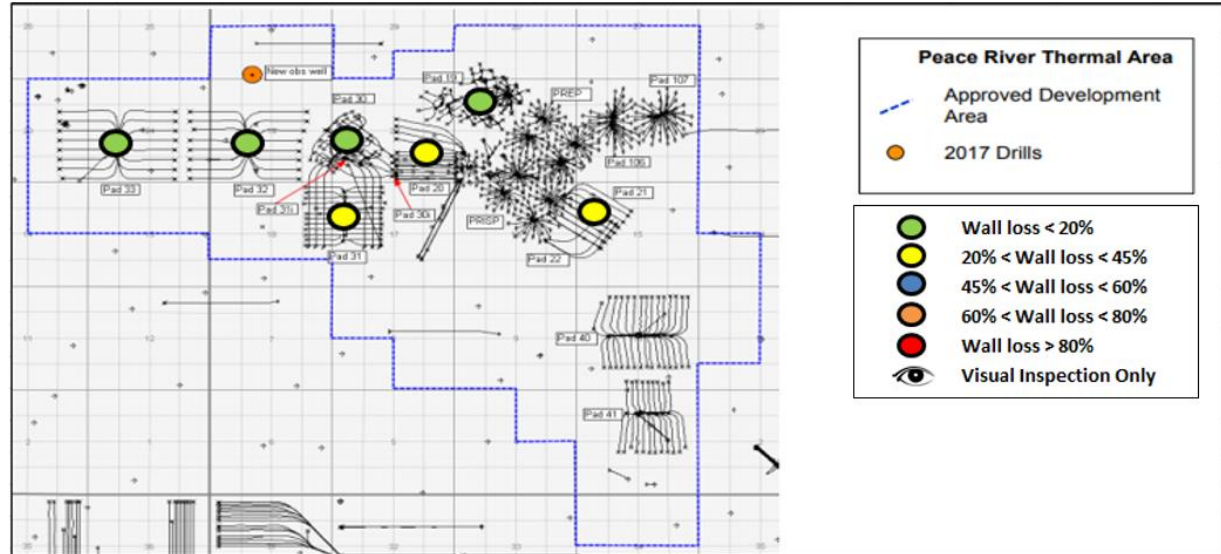 New obs well
Pad 19
Pad 107
Pad 30
PREP
Pad 106
Pad 33
Pad 32
Pad 20
Pad 21
Pad 31i
Pad 30i
PRISP
Pad 31
Pad 22
Pad 40
Pad 41
Peace River Thermal Area
Approved Development
Area
2017 Drills
Wall loss < 20%
20% < Wall loss < 45%
45% < Wall loss < 60%
60% < Wall loss < 80%
Wall loss > 80%
Visual Inspection Only